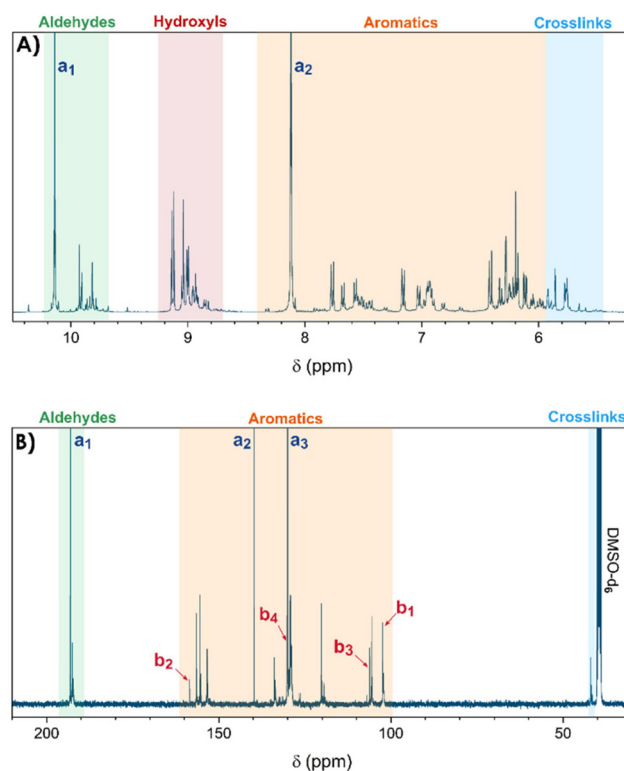 Aldehydes Hydroxyls Aromatics Crosslinks
A)
a₁ a₂
10 9 8 7 6
δ (ppm)
Aldehydes Aromatics Crosslinks
B)
a₁ a₂ a₃
b₄ b₁
b₂ b₃
DMSO-d₆
200 150 100 50
δ (ppm)